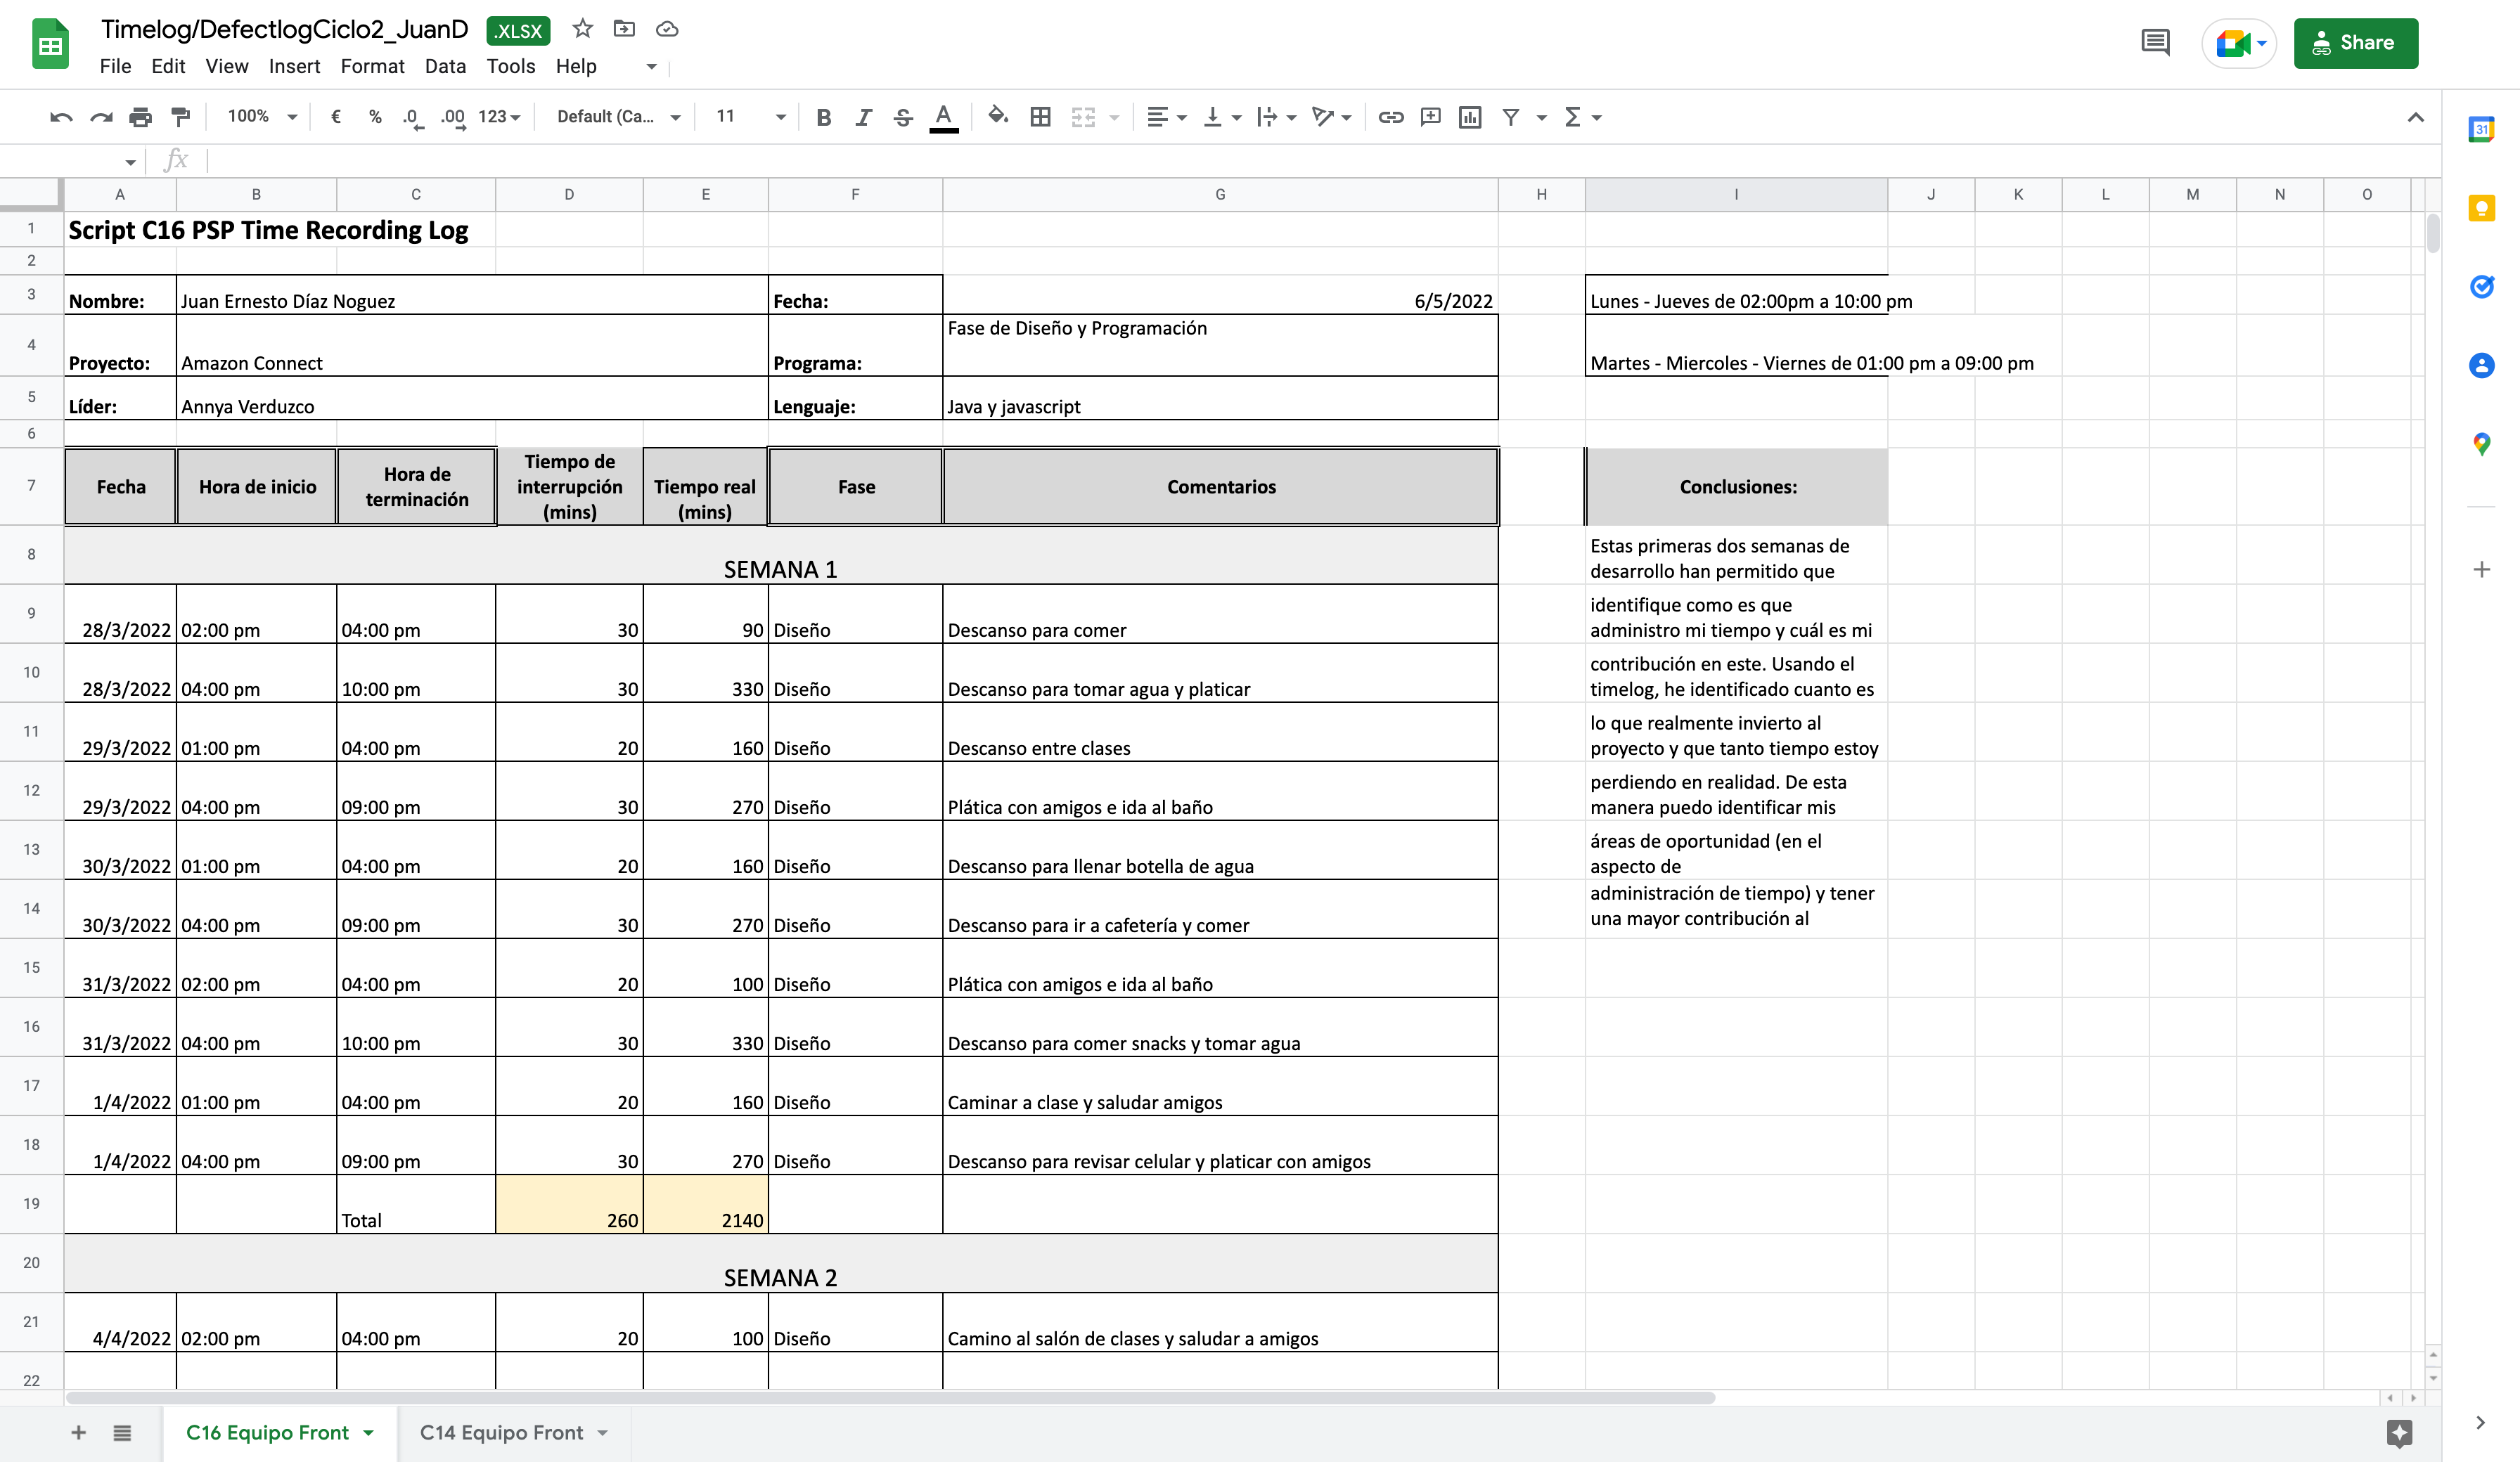 Timelog/DefectlogCiclo2_JuanD .XLSX
File Edit View Insert Format Data Tools Help
Share
100% € % .0 .00 123 Default (Ca... 11 B I S A Σ
31
fx
A B C D E F G H I J K L M N O
1 Script C16 PSP Time Recording Log
2
3 Nombre: Juan Ernesto Díaz Noguez Fecha: 6/5/2022 Lunes - Jueves de 02:00pm a 10:00 pm
Fase de Diseño y Programación
4 Proyecto: Amazon Connect Programa: Martes - Miercoles - Viernes de 01:00 pm a 09:00 pm
5 Líder: Annya Verduzco Lenguaje: Java y javascript
6
7 Fecha Hora de inicio Hora de terminación Tiempo de interrupción (mins) Tiempo real (mins) Fase Comentarios Conclusiones:
8 SEMANA 1 Estas primeras dos semanas de desarrollo han permitido que
9 28/3/2022 02:00 pm 04:00 pm 30 90 Diseño Descanso para comer identifique como es que administro mi tiempo y cuál es mi
10 28/3/2022 04:00 pm 10:00 pm 30 330 Diseño Descanso para tomar agua y platicar contribución en este. Usando el timelog, he identificado cuanto es
11 29/3/2022 01:00 pm 04:00 pm 20 160 Diseño Descanso entre clases lo que realmente invierto al proyecto y que tanto tiempo estoy
12 29/3/2022 04:00 pm 09:00 pm 30 270 Diseño Plática con amigos e ida al baño perdiendo en realidad. De esta manera puedo identificar mis
13 30/3/2022 01:00 pm 04:00 pm 20 160 Diseño Descanso para llenar botella de agua áreas de oportunidad (en el aspecto de
14 30/3/2022 04:00 pm 09:00 pm 30 270 Diseño Descanso para ir a cafetería y comer administración de tiempo) y tener una mayor contribución al
15 31/3/2022 02:00 pm 04:00 pm 20 100 Diseño Plática con amigos e ida al baño
16 31/3/2022 04:00 pm 10:00 pm 30 330 Diseño Descanso para comer snacks y tomar agua
17 1/4/2022 01:00 pm 04:00 pm 20 160 Diseño Caminar a clase y saludar amigos
18 1/4/2022 04:00 pm 09:00 pm 30 270 Diseño Descanso para revisar celular y platicar con amigos
19 Total 260 2140
20 SEMANA 2
21 4/4/2022 02:00 pm 04:00 pm 20 100 Diseño Camino al salón de clases y saludar a amigos
22
C16 Equipo Front C14 Equipo Front